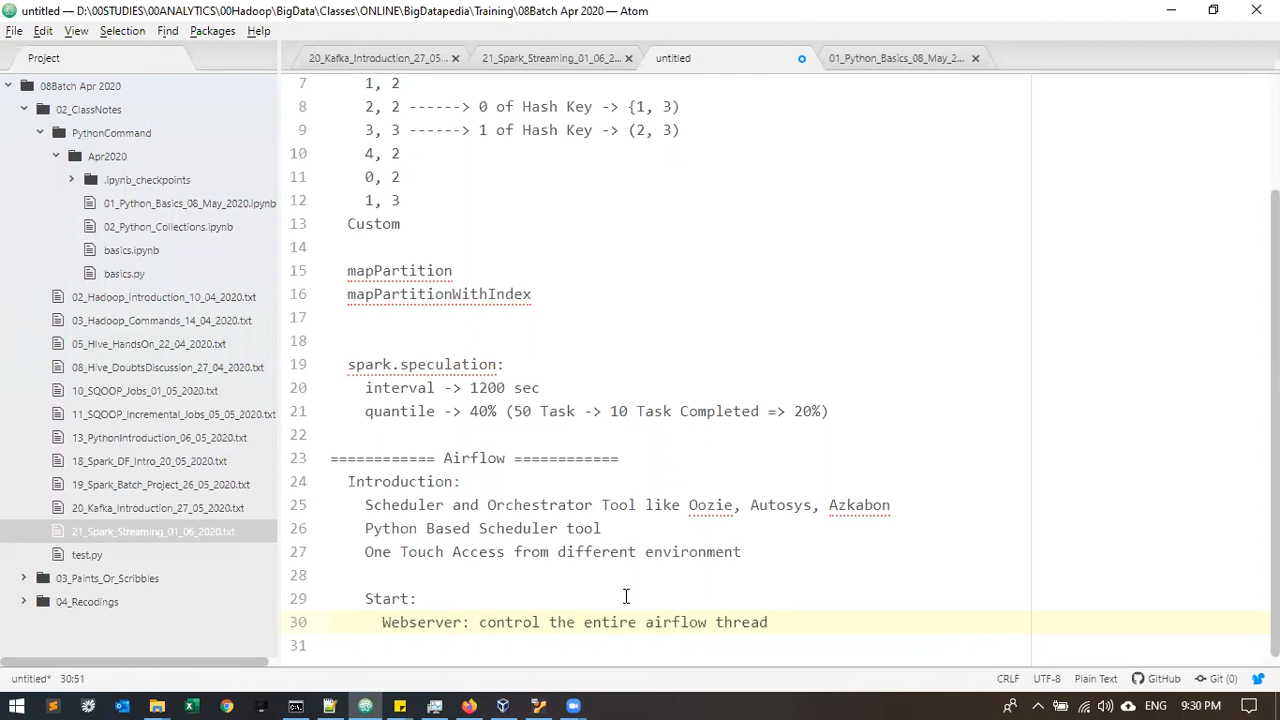 untitled — D:\00STUDIES\00ANALYTICS\00Hadoop\BigData\Classes\ONLINE\BigDatapedia\Training\08Batch Apr 2020 — Atom
File Edit View Selection Find Packages Help
Project
20_Kafka_Introduction_27_05...
21_Spark_Streaming_01_06_2...
untitled
01_Python_Basics_08_May_2...
08Batch Apr 2020
02_ClassNotes
PythonCommand
Apr2020
.ipynb_checkpoints
01_Python_Basics_08_May_2020.ipynb
02_Python_Collections.ipynb
basics.ipynb
basics.py
02_Hadoop_Introduction_10_04_2020.txt
03_Hadoop_Commands_14_04_2020.txt
05_Hive_HandsOn_22_04_2020.txt
08_Hive_DoubtsDiscussion_27_04_2020.txt
10_SQOOP_Jobs_01_05_2020.txt
11_SQOOP_Incremental_Jobs_05_05_2020.txt
13_PythonIntroduction_06_05_2020.txt
18_Spark_DF_Intro_20_05_2020.txt
19_Spark_Batch_Project_26_05_2020.txt
20_Kafka_Introduction_27_05_2020.txt
21_Spark_Streaming_01_06_2020.txt
test.py
03_Paints_Or_Scribbles
04_Recodings
7 1, 2
8 2, 2 ------> 0 of Hash Key -> {1, 3)
9 3, 3 ------> 1 of Hash Key -> (2, 3)
10 4, 2
11 0, 2
12 1, 3
13 Custom
14
15 mapPartition
16 mapPartitionWithIndex
17
18
19 spark.speculation:
20 interval -> 1200 sec
21 quantile -> 40% (50 Task -> 10 Task Completed => 20%)
22
23 ============ Airflow ============
24 Introduction:
25 Scheduler and Orchestrator Tool like Oozie, Autosys, Azkabon
26 Python Based Scheduler tool
27 One Touch Access from different environment
28
29 Start:
30 Webserver: control the entire airflow thread
31
untitled* 30:51
CRLF UTF-8 Plain Text GitHub Git (0)
ENG 9:30 PM